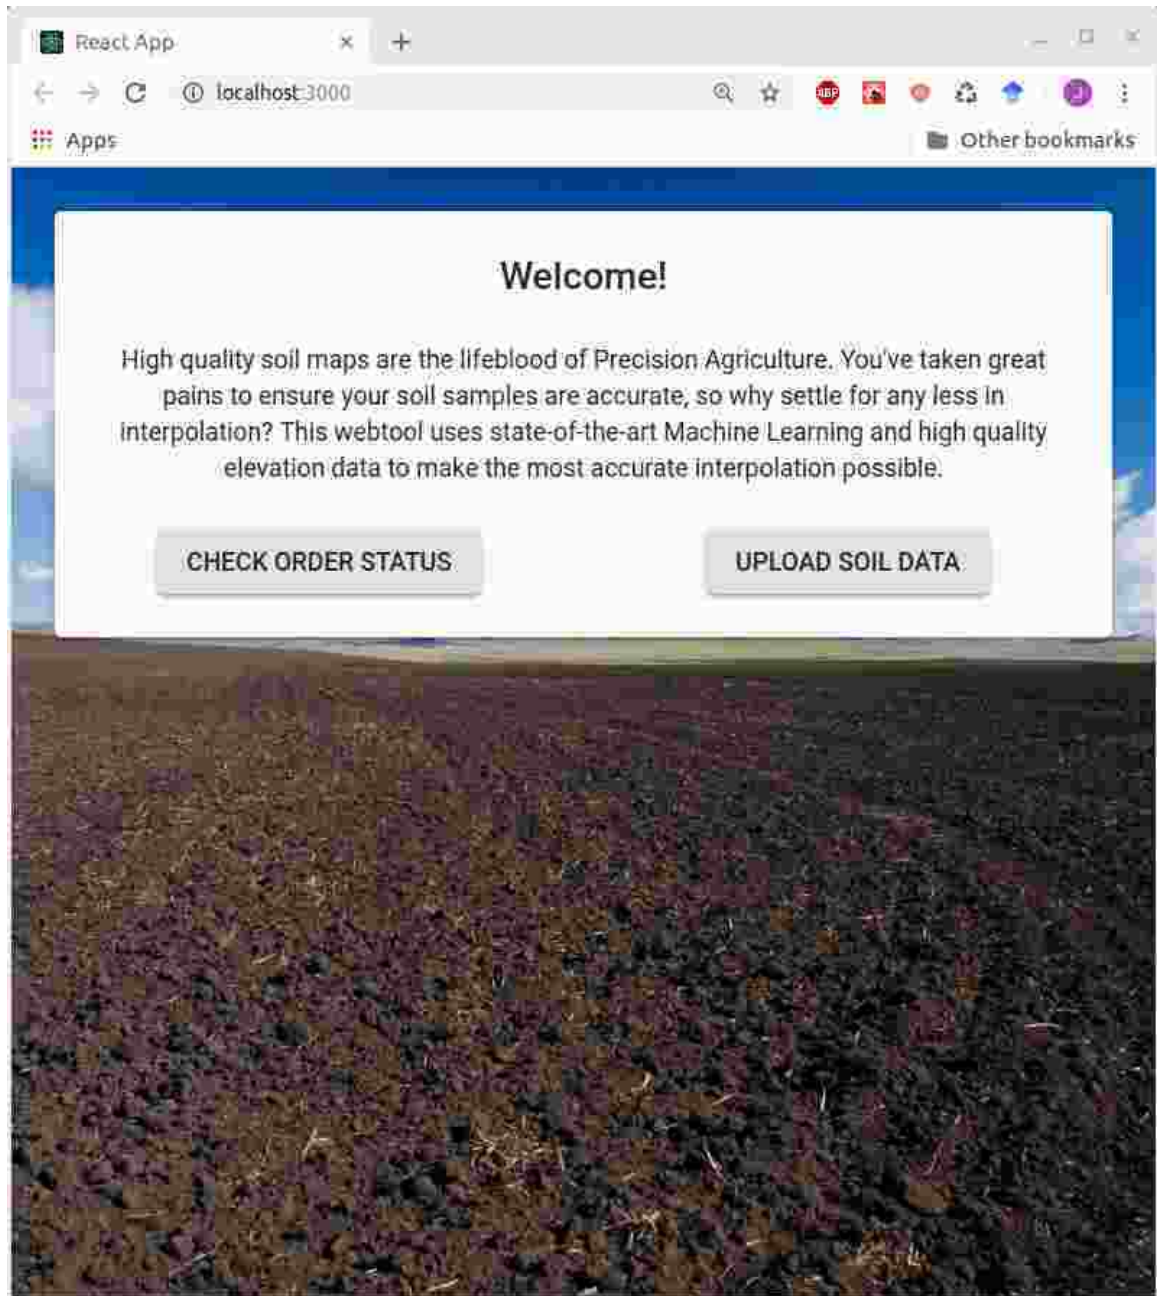 React App
localhost:3000
ABP
Apps
Other bookmarks
Welcome!
High quality soil maps are the lifeblood of Precision Agriculture. You've taken great
pains to ensure your soil samples are accurate, so why settle for any less in
interpolation? This webtool uses state-of-the-art Machine Learning and high quality
elevation data to make the most accurate interpolation possible.
CHECK ORDER STATUS
UPLOAD SOIL DATA